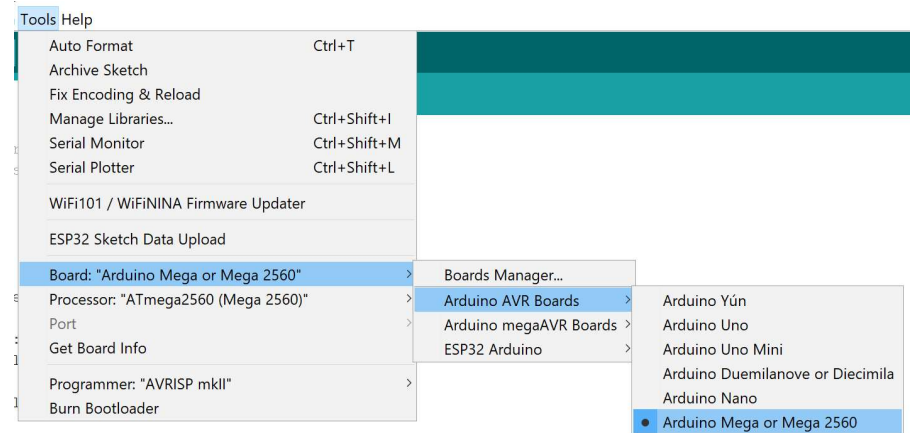 Tools Help
Auto Format Ctrl+T
Archive Sketch
Fix Encoding & Reload
Manage Libraries... Ctrl+Shift+I
Serial Monitor Ctrl+Shift+M
Serial Plotter Ctrl+Shift+L
WiFi101 / WiFiNINA Firmware Updater
ESP32 Sketch Data Upload
Board: "Arduino Mega or Mega 2560"
Processor: "ATmega2560 (Mega 2560)"
Port
Get Board Info
Programmer: "AVRISP mkII"
Burn Bootloader
Boards Manager...
Arduino AVR Boards
Arduino megaAVR Boards
ESP32 Arduino
Arduino Yún
Arduino Uno
Arduino Uno Mini
Arduino Duemilanove or Diecimila
Arduino Nano
Arduino Mega or Mega 2560